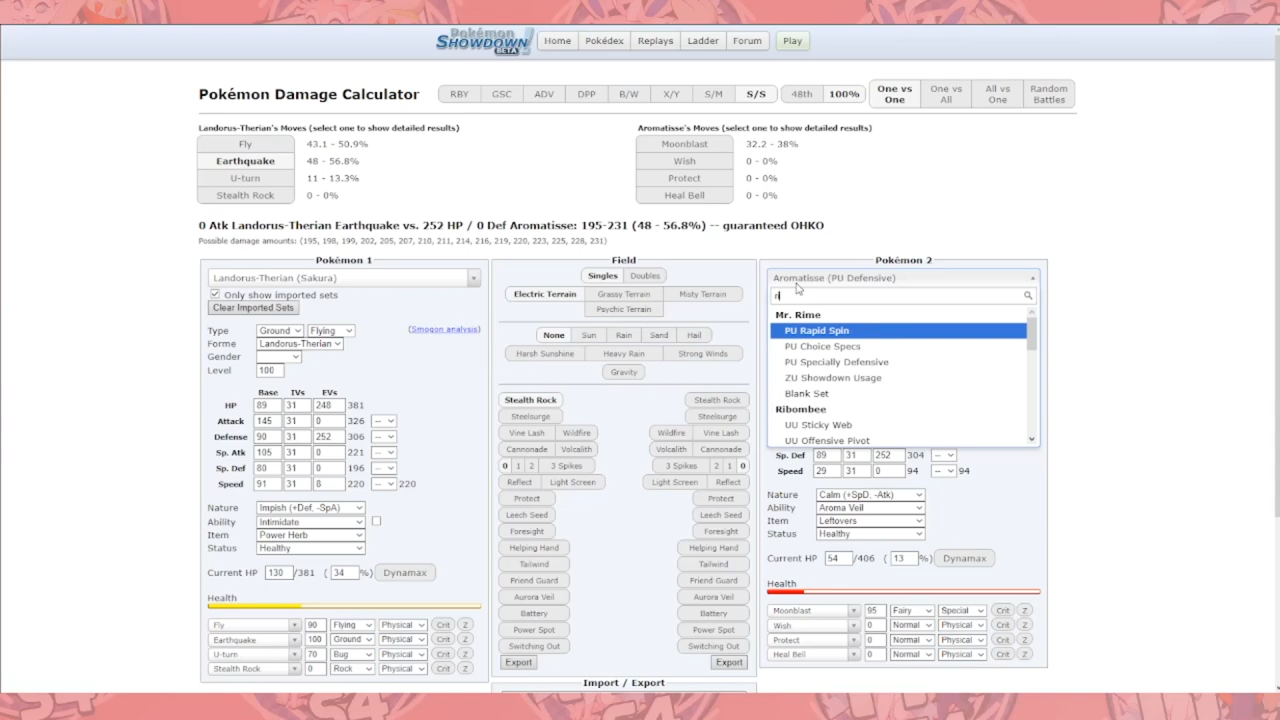 Pokémon
SHOWDOWN!
BETA
Home Pokédex Replays Ladder Forum Play
Pokémon Damage Calculator
RBY GSC ADV DPP B/W X/Y S/M S/S 48th 100%
One vs One
One vs All
All vs One
Random Battles
Landorus-Therian's Moves (select one to show detailed results)
Fly 43.1 - 50.9%
Earthquake 48 - 56.8%
U-turn 11 - 13.3%
Stealth Rock 0 - 0%
Aromatisse's Moves (select one to show detailed results)
Moonblast 32.2 - 38%
Wish 0 - 0%
Protect 0 - 0%
Heal Bell 0 - 0%
0 Atk Landorus-Therian Earthquake vs. 252 HP / 0 Def Aromatisse: 195-231 (48 - 56.8%) -- guaranteed OHKO
Possible damage amounts: (195, 198, 199, 202, 205, 207, 210, 211, 214, 216, 219, 220, 223, 225, 228, 231)
Pokémon 1
Landorus-Therian (Sakura)
Only show imported sets
Clear Imported Sets
Type Ground Flying (Smogon analysis)
Forme Landorus-Therian
Gender
Level 100
Base IVs EVs
HP 89 31 248 381
Attack 145 31 0 326 --
Defense 90 31 252 306 --
Sp. Atk 105 31 0 221 --
Sp. Def 80 31 0 196 --
Speed 91 31 8 220 -- 220
Nature Impish (+Def, -SpA)
Ability Intimidate
Item Power Herb
Status Healthy
Current HP 130 /381 ( 34 %) Dynamax
Health
Fly 90 Flying Physical Crit Z
Earthquake 100 Ground Physical Crit Z
U-turn 70 Bug Physical Crit Z
Stealth Rock 0 Rock Physical Crit Z
Field
Singles Doubles
Electric Terrain Grassy Terrain Misty Terrain
Psychic Terrain
None Sun Rain Sand Hail
Harsh Sunshine Heavy Rain Strong Winds
Gravity
Stealth Rock Stealth Rock
Steelsurge Steelsurge
Vine Lash Wildfire Wildfire Vine Lash
Cannonade Volcalith Volcalith Cannonade
0 1 2 3 Spikes 3 Spikes 2 1 0
Reflect Light Screen Light Screen Reflect
Protect Protect
Leech Seed Leech Seed
Foresight Foresight
Helping Hand Helping Hand
Tailwind Tailwind
Friend Guard Friend Guard
Aurora Veil Aurora Veil
Battery Battery
Power Spot Power Spot
Switching Out Switching Out
Export Export
Import / Export
Pokémon 2
Aromatisse (PU Defensive)
ri
Mr. Rime
PU Rapid Spin
PU Choice Specs
PU Specially Defensive
ZU Showdown Usage
Blank Set
Ribombee
UU Sticky Web
UU Offensive Pivot
Sp. Def 89 31 252 304 --
Speed 29 31 0 94 -- 94
Nature Calm (+SpD, -Atk)
Ability Aroma Veil
Item Leftovers
Status Healthy
Current HP 54 /406 ( 13 %) Dynamax
Health
Moonblast 95 Fairy Special Crit Z
Wish 0 Normal Physical Crit Z
Protect 0 Normal Physical Crit Z
Heal Bell 0 Normal Physical Crit Z